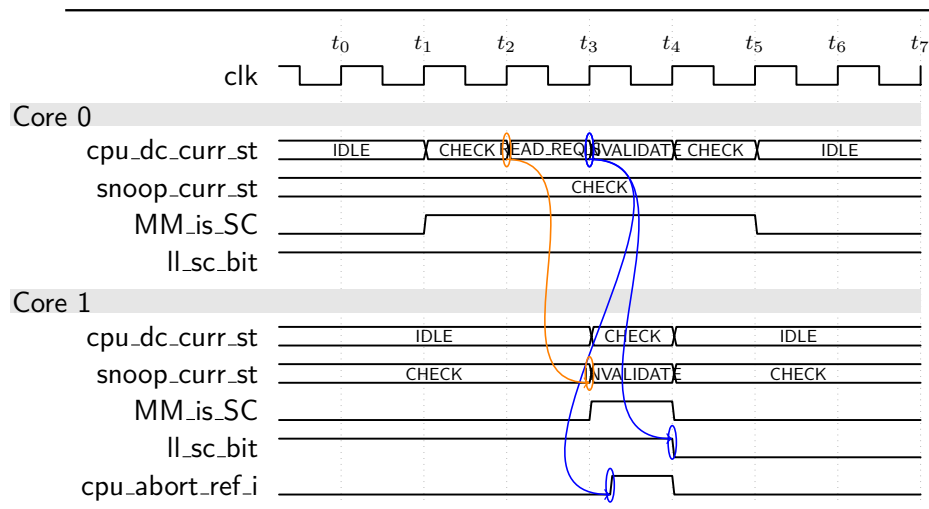 t0 t1 t2 t3 t4 t5 t6 t7
clk
Core 0
cpu_dc_curr_st IDLE CHECK READ_REQ INVALIDATE CHECK IDLE
snoop_curr_st CHECK
MM_is_SC
ll_sc_bit
Core 1
cpu_dc_curr_st IDLE CHECK IDLE
snoop_curr_st CHECK INVALIDATE CHECK
MM_is_SC
ll_sc_bit
cpu_abort_ref_i